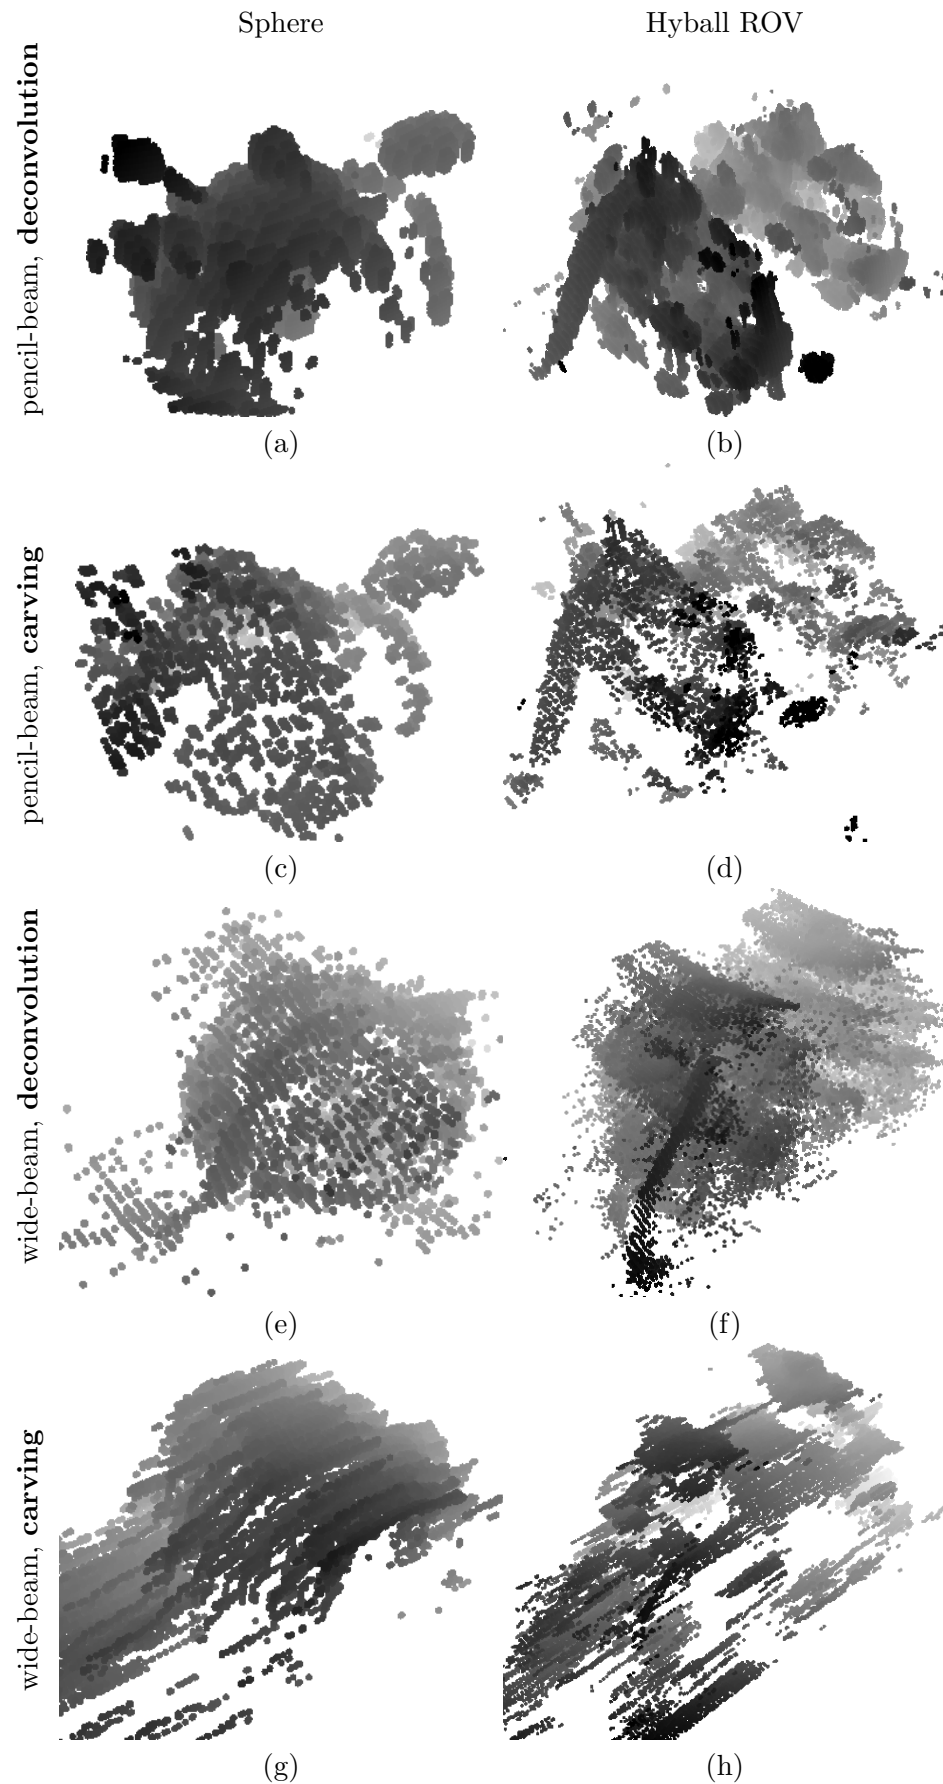 Sphere
Hyball ROV
pencil-beam, deconvolution
(a)
(b)
pencil-beam, carving
(c)
(d)
wide-beam, deconvolution
(e)
(f)
wide-beam, carving
(g)
(h)